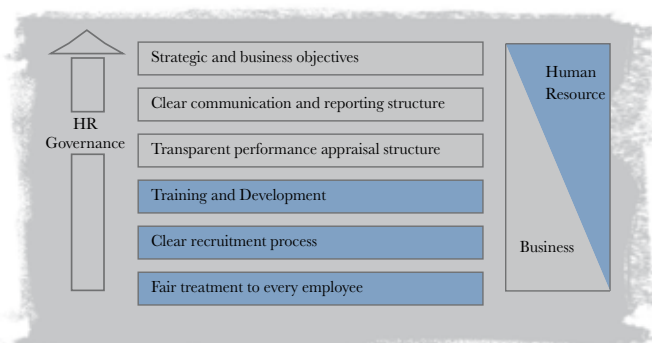 Strategic and business objectives
Clear communication and reporting structure
Transparent performance appraisal structure
Training and Development
Clear recruitment process
Fair treatment to every employee
HR
Governance
Human
Resource
Business